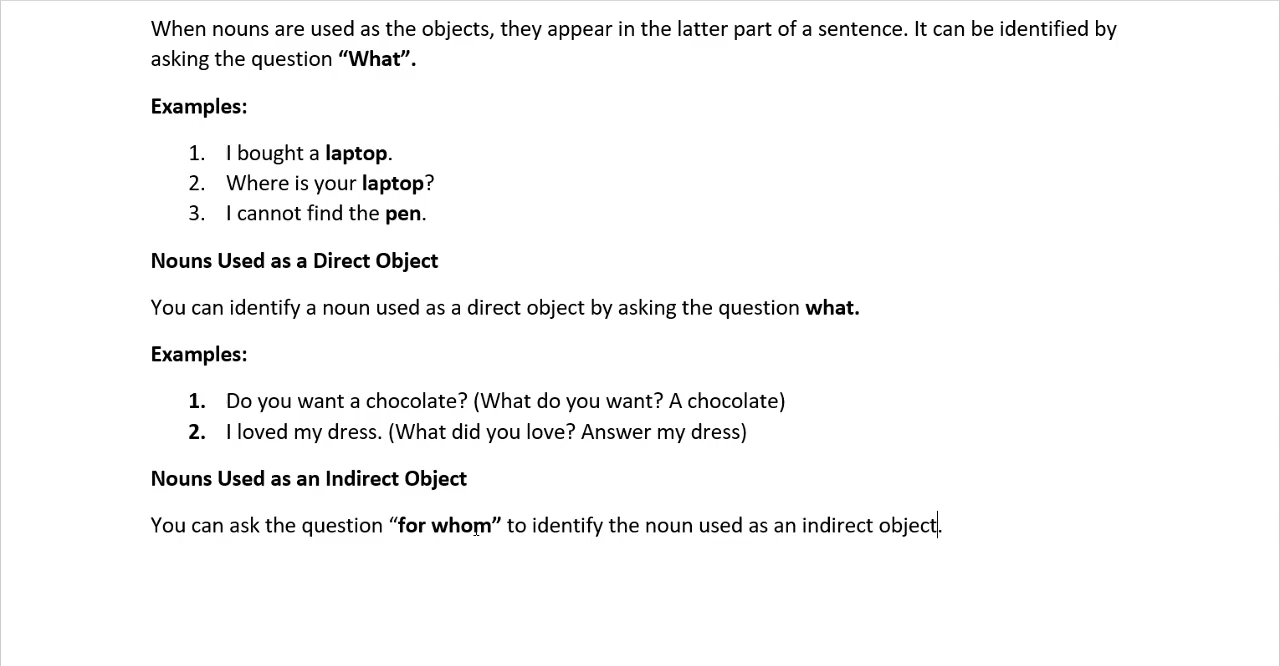 When nouns are used as the objects, they appear in the latter part of a sentence. It can be identified by
asking the question “What”.
Examples:
1. I bought a laptop.
2. Where is your laptop?
3. I cannot find the pen.
Nouns Used as a Direct Object
You can identify a noun used as a direct object by asking the question what.
Examples:
1. Do you want a chocolate? (What do you want? A chocolate)
2. I loved my dress. (What did you love? Answer my dress)
Nouns Used as an Indirect Object
You can ask the question “for whom” to identify the noun used as an indirect object.